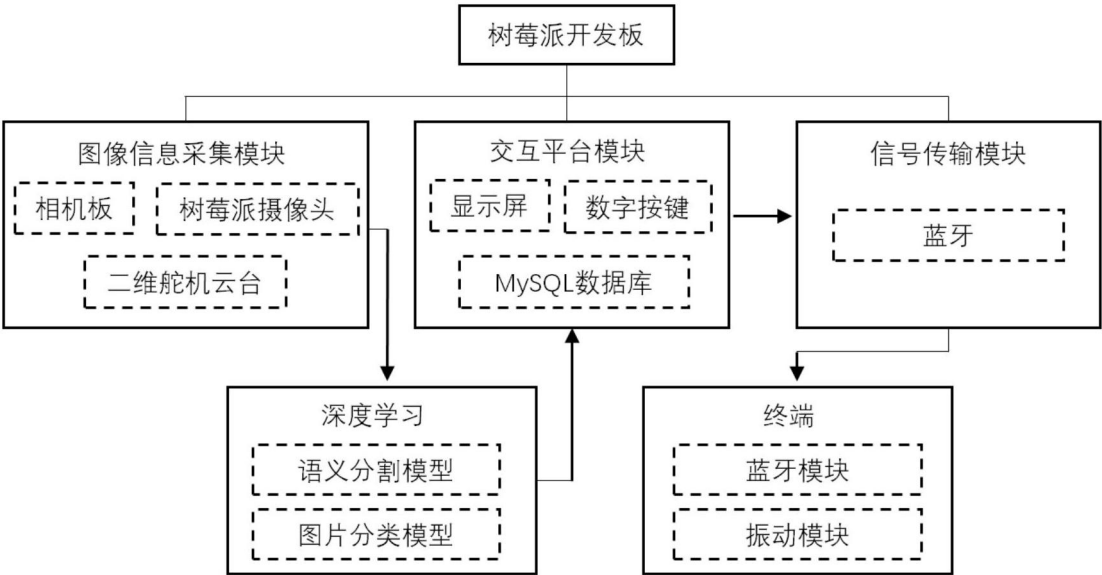 树莓派开发板
图像信息采集模块
相机板
树莓派摄像头
二维舵机云台
交互平台模块
显示屏
数字按键
MySQL数据库
信号传输模块
蓝牙
深度学习
语义分割模型
图片分类模型
终端
蓝牙模块
振动模块